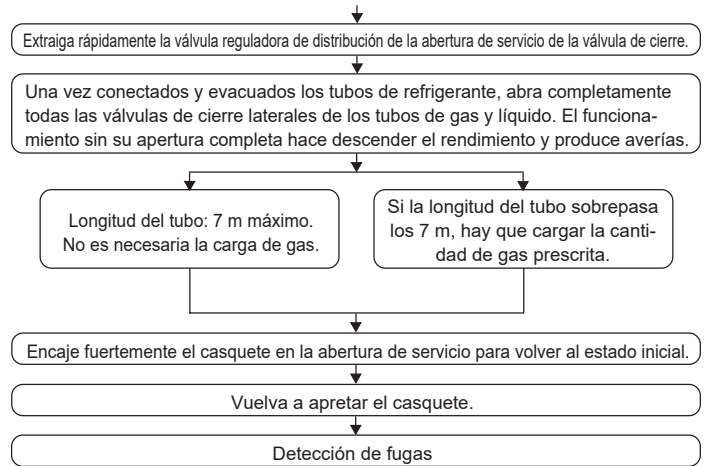 Extraiga rápidamente la válvula reguladora de distribución de la abertura de servicio de la válvula de cierre.
Una vez conectados y evacuados los tubos de refrigerante, abra completamente
todas las válvulas de cierre laterales de los tubos de gas y líquido. El funciona-
miento sin su apertura completa hace descender el rendimiento y produce averías.
Longitud del tubo: 7 m máximo.
No es necesaria la carga de gas.
Si la longitud del tubo sobrepasa
los 7 m, hay que cargar la canti-
dad de gas prescrita.
Encaje fuertemente el casquete en la abertura de servicio para volver al estado inicial.
Vuelva a apretar el casquete.
Detección de fugas